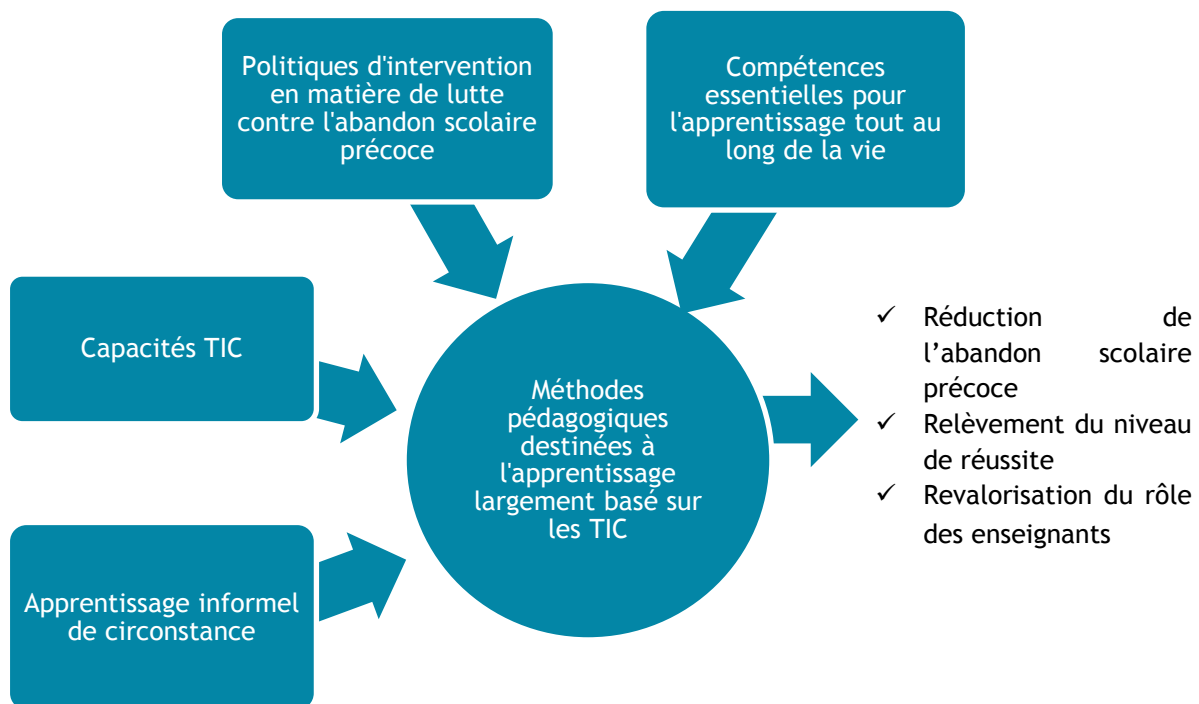 Politiques d'intervention
en matière de lutte
contre l'abandon scolaire
précoce
Compétences
essentielles pour
l'apprentissage tout au
long de la vie
Capacités TIC
Apprentissage informel
de circonstance
Méthodes
pédagogiques
destinées à
l'apprentissage
largement basé sur
les TIC
✓ Réduction de
l’abandon scolaire
précoce
✓ Relèvement du niveau
de réussite
✓ Revalorisation du rôle
des enseignants